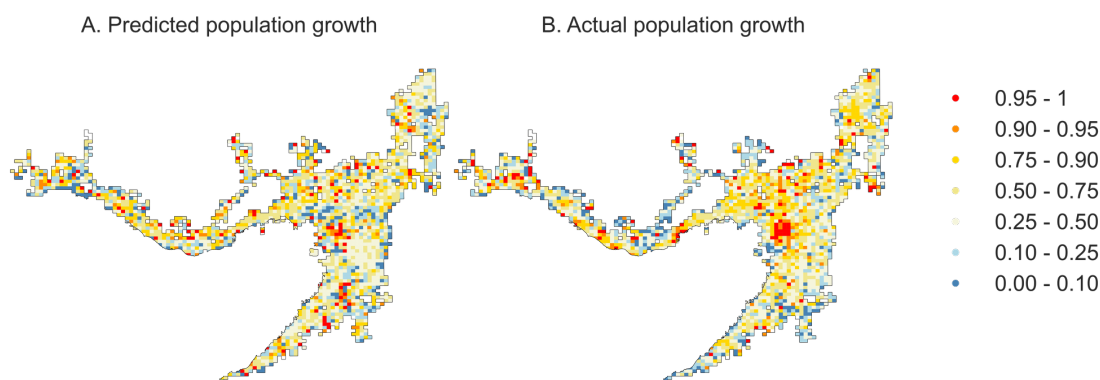 A. Predicted population growth
B. Actual population growth
0.95 - 1
0.90 - 0.95
0.75 - 0.90
0.50 - 0.75
0.25 - 0.50
0.10 - 0.25
0.00 - 0.10